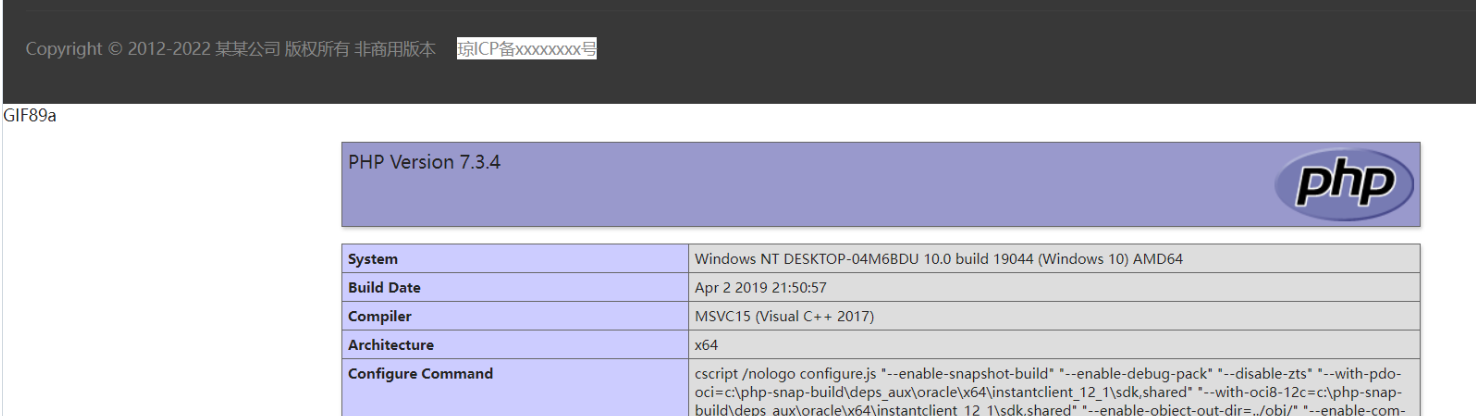 Copyright © 2012-2022 某某公司 版权所有 非商用版本 琼ICP备xxxxxxxx号
GIF89a
PHP Version 7.3.4
php
System Windows NT DESKTOP-04M6BDU 10.0 build 19044 (Windows 10) AMD64
Build Date Apr 2 2019 21:50:57
Compiler MSVC15 (Visual C++ 2017)
Architecture x64
Configure Command cscript /nologo configure.js "--enable-snapshot-build" "--enable-debug-pack" "--disable-zts" "--with-pdo-
oci=c:\php-snap-build\deps_aux\oracle\x64\instantclient_12_1\sdk,shared" "--with-oci8-12c=c:\php-snap-
build\deps_aux\oracle\x64\instantclient_12_1\sdk,shared" "--enable-object-out-dir=../obj/" "--enable-com-